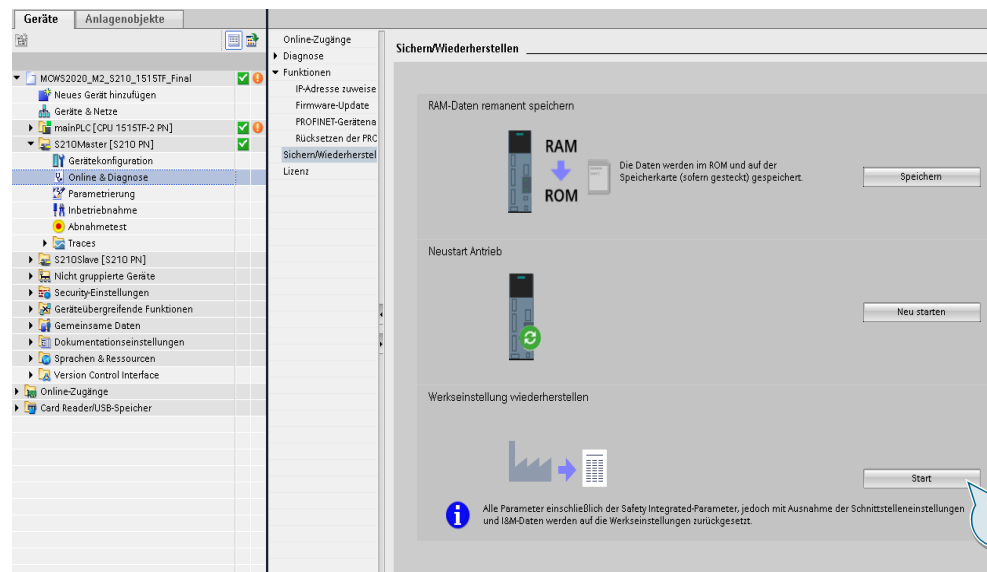 Geräte
Anlagenobjekte
MCWS2020_M2_S210_1515TF_Final
Neues Gerät hinzufügen
Geräte & Netze
mainPLC [CPU 1515TF-2 PN]
S210Master [S210 PN]
Gerätekonfiguration
Online & Diagnose
Parametrierung
Inbetriebnahme
Abnahmetest
Traces
S210Slave [S210 PN]
Nicht gruppierte Geräte
Security-Einstellungen
Geräteübergreifende Funktionen
Gemeinsame Daten
Dokumentationseinstellungen
Sprachen & Ressourcen
Version Control Interface
Online-Zugänge
Card Reader/USB-Speicher
Online-Zugänge
Diagnose
Funktionen
IP-Adresse zuweise
Firmware-Update
PROFINET-Gerätena
Rücksetzen der PRC
Sichern/Wiederherstel
Lizenz
Sichern/Wiederherstellen
RAM-Daten remanent speichern
RAM
ROM
Die Daten werden im ROM und auf der
Speicherkarte (sofern gesteckt) gespeichert.
Speichern
Neustart Antrieb
Neu starten
Werkseinstellung wiederherstellen
Start
Alle Parameter einschließlich der Safety Integrated-Parameter, jedoch mit Ausnahme der Schnittstelleneinstellungen
und I&M-Daten werden auf die Werkseinstellungen zurückgesetzt.